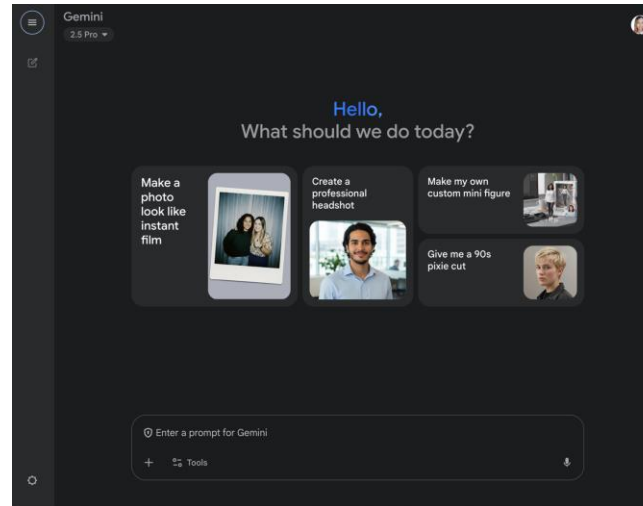 Gemini
2.5 Pro
Hello,
What should we do today?
Make a
photo
look like
instant
film
Create a
professional
headshot
Make my own
custom mini figure
Give me a 90s
pixie cut
Enter a prompt for Gemini
Tools